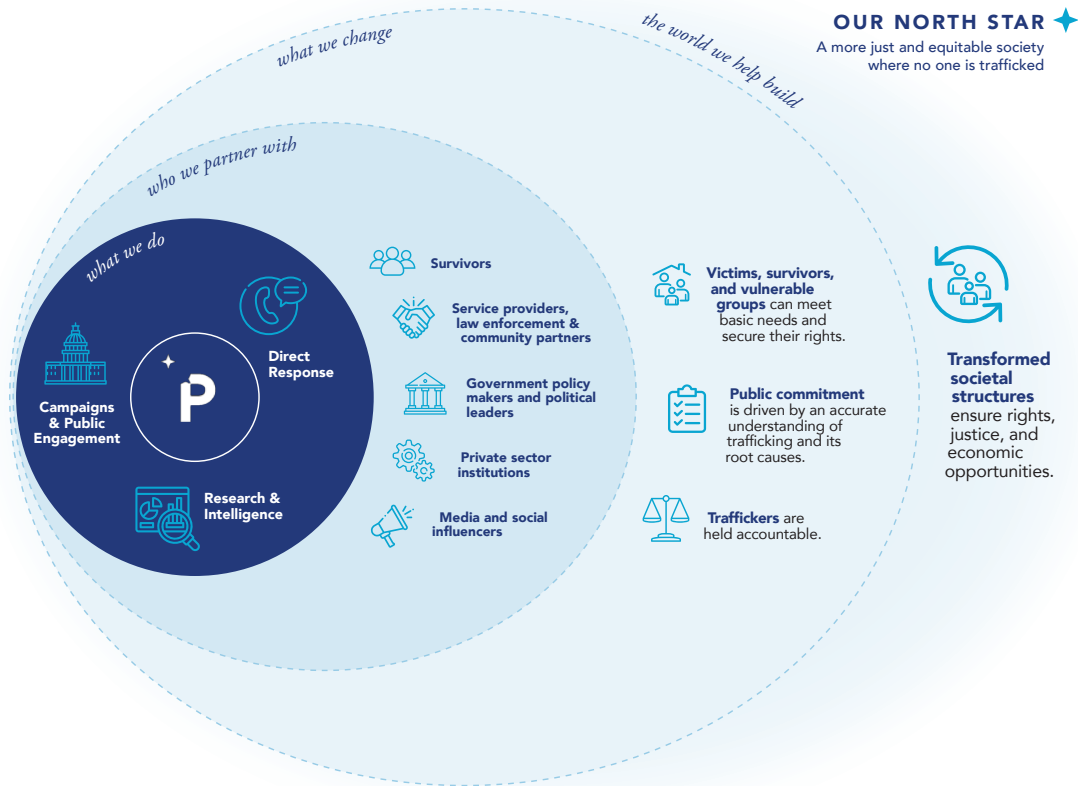 OUR NORTH STAR
A more just and equitable society
where no one is trafficked
the world we help build
what we change
who we partner with
what we do
Direct
Response
Campaigns
& Public
Engagement
P
Research &
Intelligence
Survivors
Service providers,
law enforcement &
community partners
Government policy
makers and political
leaders
Private sector
institutions
Media and social
influencers
Victims, survivors,
and vulnerable
groups can meet
basic needs and
secure their rights.
Public commitment
is driven by an accurate
understanding of
trafficking and its
root causes.
Traffickers are
held accountable.
Transformed
societal
structures
ensure rights,
justice, and
economic
opportunities.